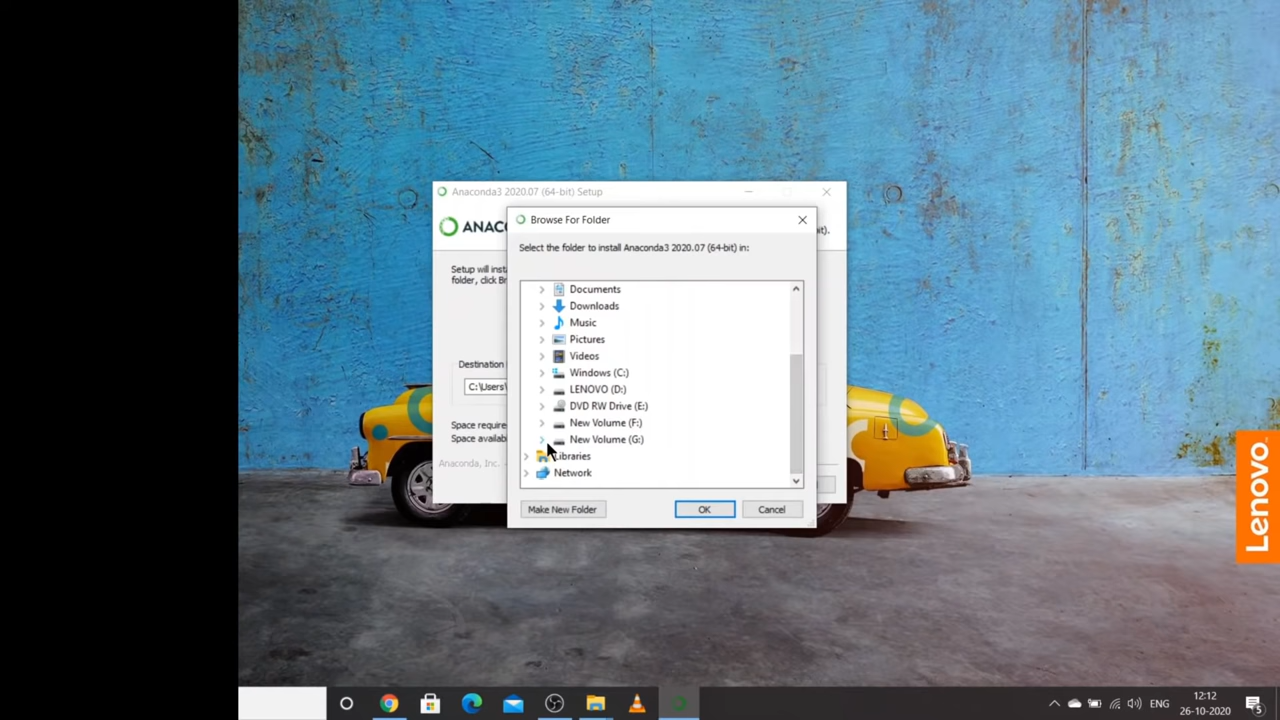 Anaconda3 2020.07 (64-bit) Setup
ANAC
it).
Browse For Folder
Select the folder to install Anaconda3 2020.07 (64-bit) in:
Setup will inst
folder, click Br
Documents
Downloads
Music
Pictures
Videos
Windows (C:)
LENOVO (D:)
DVD RW Drive (E:)
New Volume (F:)
New Volume (G:)
Libraries
Network
Destination
C:\Users\
Space require
Space availab
Anaconda, Inc.
Make New Folder
OK
Cancel
Lenovo
ENG
12:12
26-10-2020
5